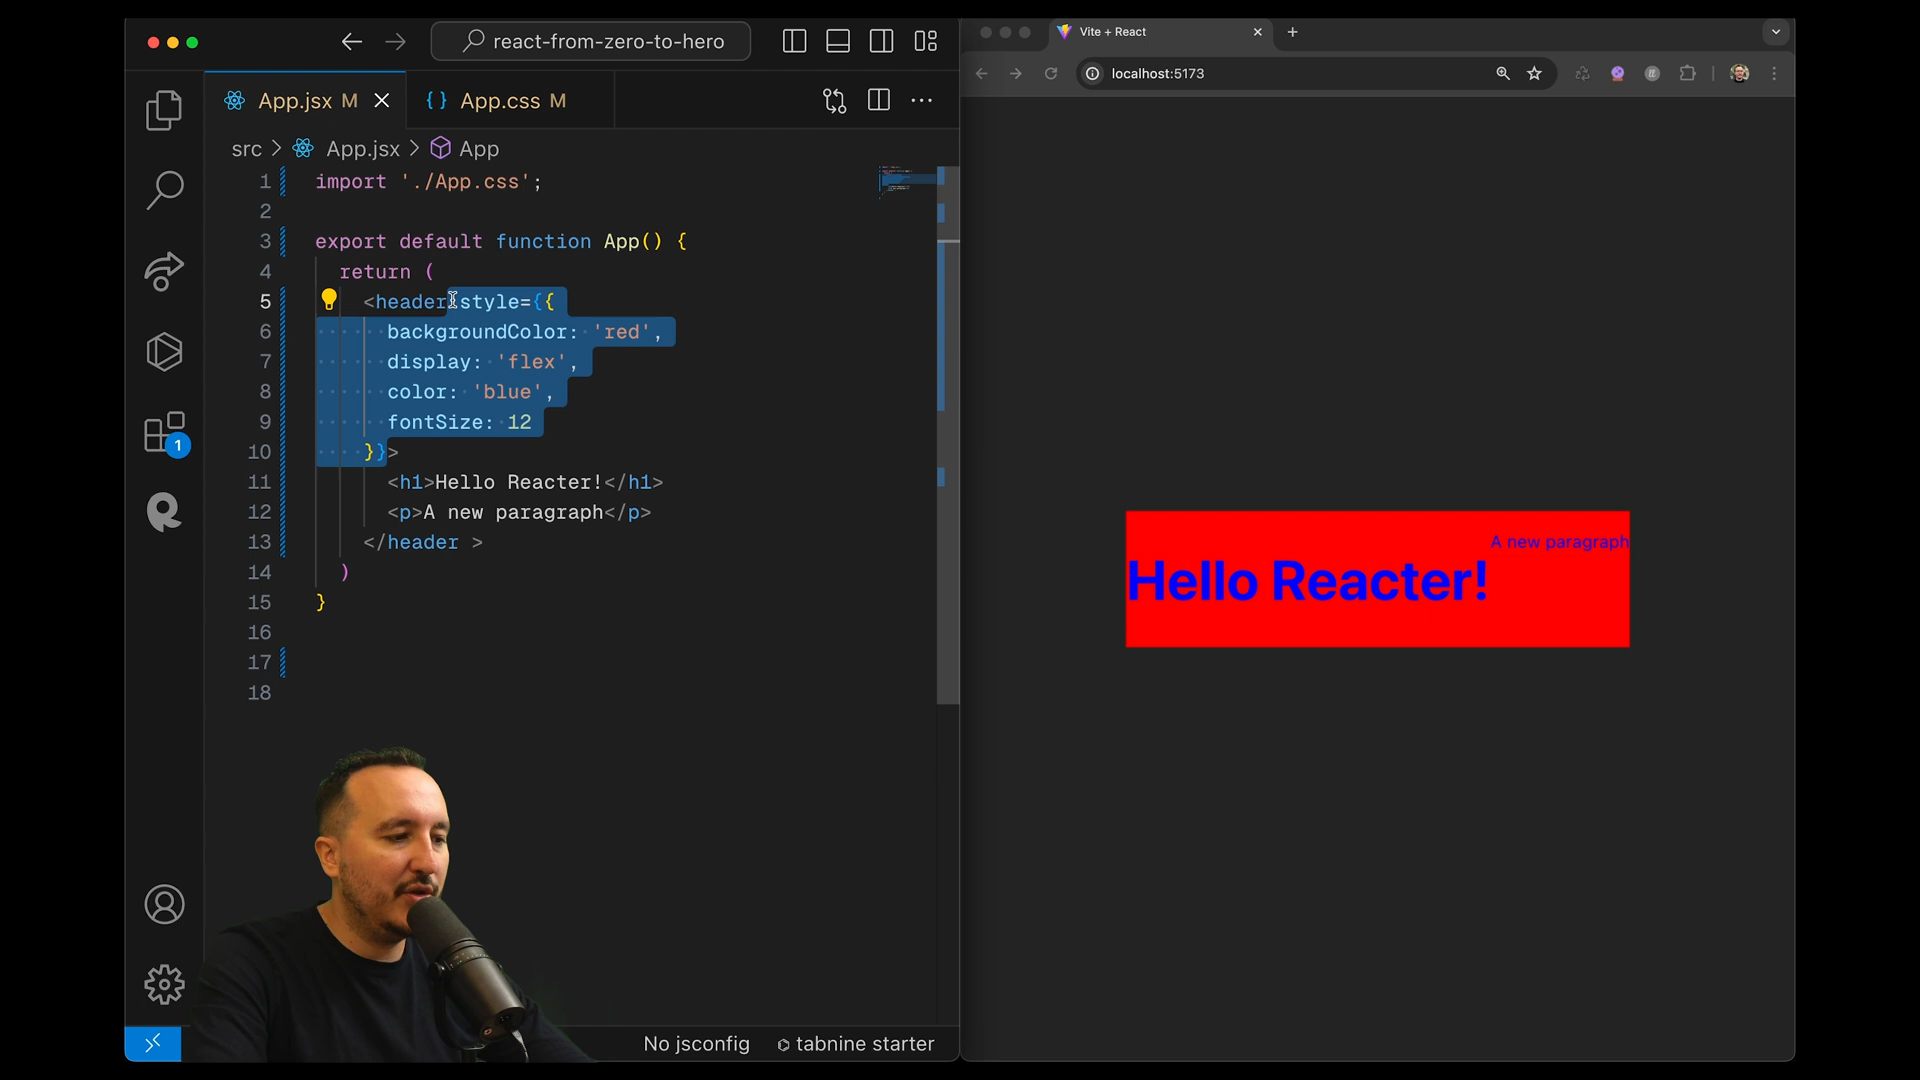 react-from-zero-to-hero
App.jsx M
App.css M
src > App.jsx > App
1 import './App.css';
2
3 export default function App() {
4 return (
5 <header style={{
6 backgroundColor: 'red',
7 display: 'flex',
8 color: 'blue',
9 fontSize: 12
10 }}>
11 <h1>Hello Reacter!</h1>
12 <p>A new paragraph</p>
13 </header >
14 )
15 }
16
17
18
1
No jsconfig
tabnine starter
Vite + React
localhost:5173
A new paragraph
Hello Reacter!